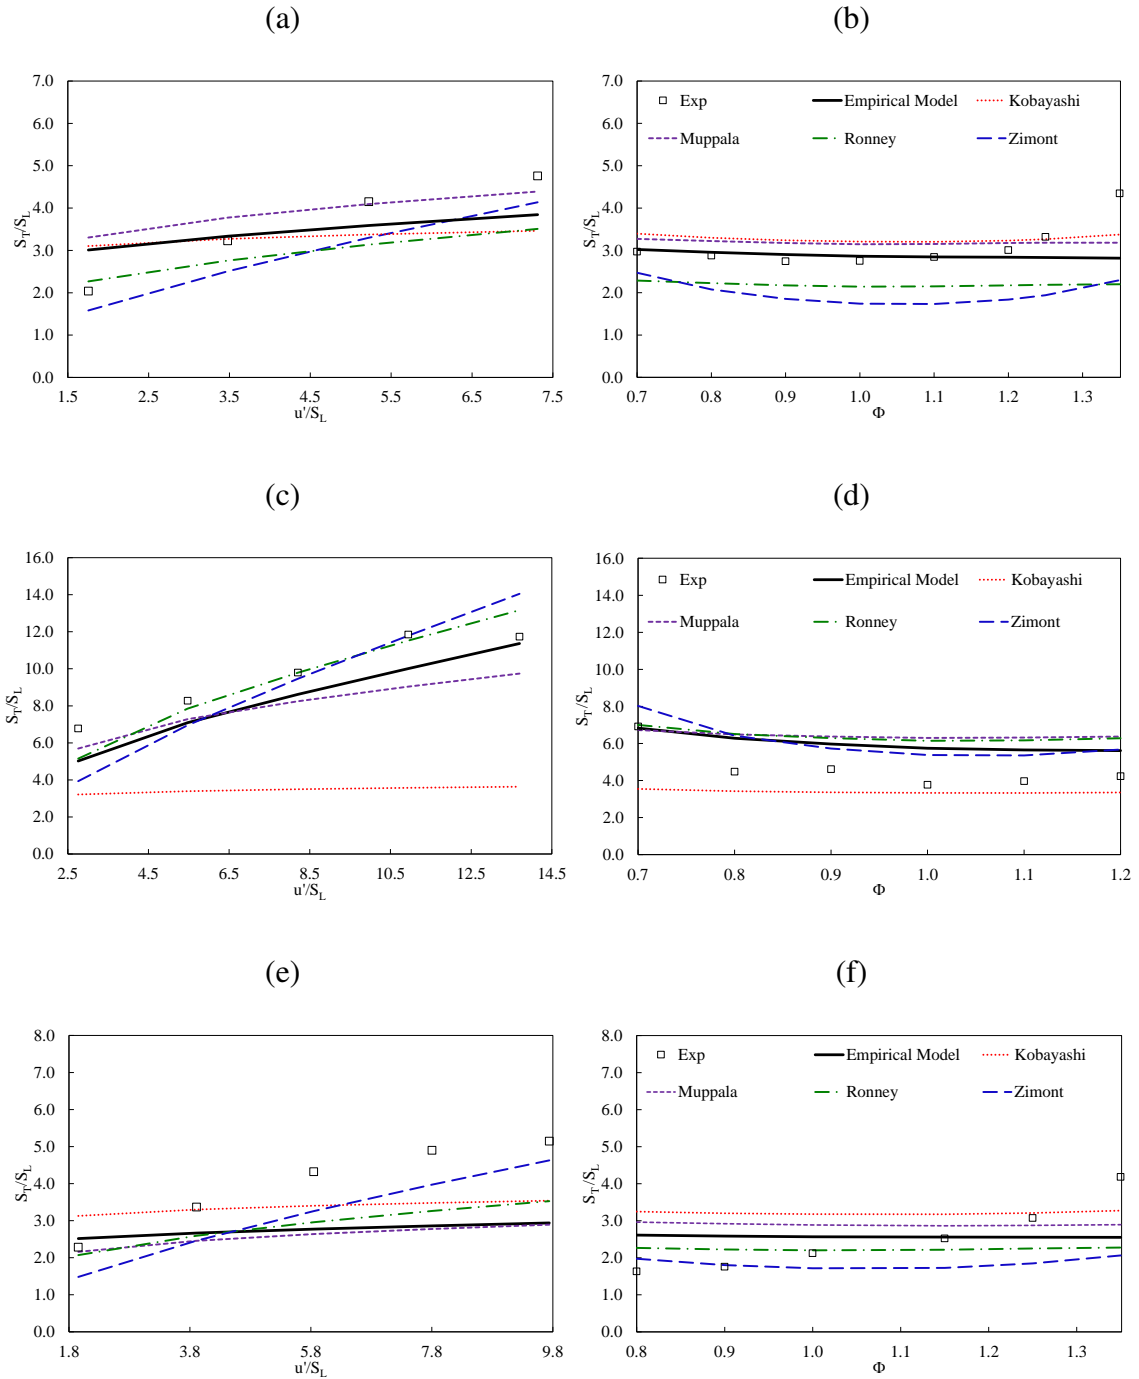 (a)
7.0
6.0
5.0
4.0
3.0
2.0
1.0
0.0
S_T/S_L
1.5 2.5 3.5 4.5 5.5 6.5 7.5
u'/S_L
(b)
7.0
6.0
5.0
4.0
3.0
2.0
1.0
0.0
S_T/S_L
Exp Empirical Model Kobayashi
Muppala Ronney Zimont
0.7 0.8 0.9 1.0 1.1 1.2 1.3
Φ
(c)
16.0
14.0
12.0
10.0
8.0
6.0
4.0
2.0
0.0
S_T/S_L
2.5 4.5 6.5 8.5 10.5 12.5 14.5
u'/S_L
(d)
16.0
14.0
12.0
10.0
8.0
6.0
4.0
2.0
0.0
S_T/S_L
Exp Empirical Model Kobayashi
Muppala Ronney Zimont
0.7 0.8 0.9 1.0 1.1 1.2
Φ
(e)
8.0
7.0
6.0
5.0
4.0
3.0
2.0
1.0
0.0
S_T/S_L
1.8 3.8 5.8 7.8 9.8
u'/S_L
(f)
8.0
7.0
6.0
5.0
4.0
3.0
2.0
1.0
0.0
S_T/S_L
Exp Empirical Model Kobayashi
Muppala Ronney Zimont
0.8 0.9 1.0 1.1 1.2 1.3
Φ